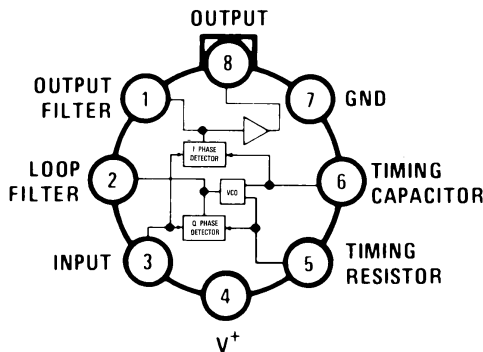 OUTPUT
8
OUTPUT
FILTER
1
7
GND
I PHASE
DETECTOR
LOOP
FILTER
2
VCO
6
TIMING
CAPACITOR
Q PHASE
DETECTOR
INPUT
3
5
TIMING
RESISTOR
4
V+